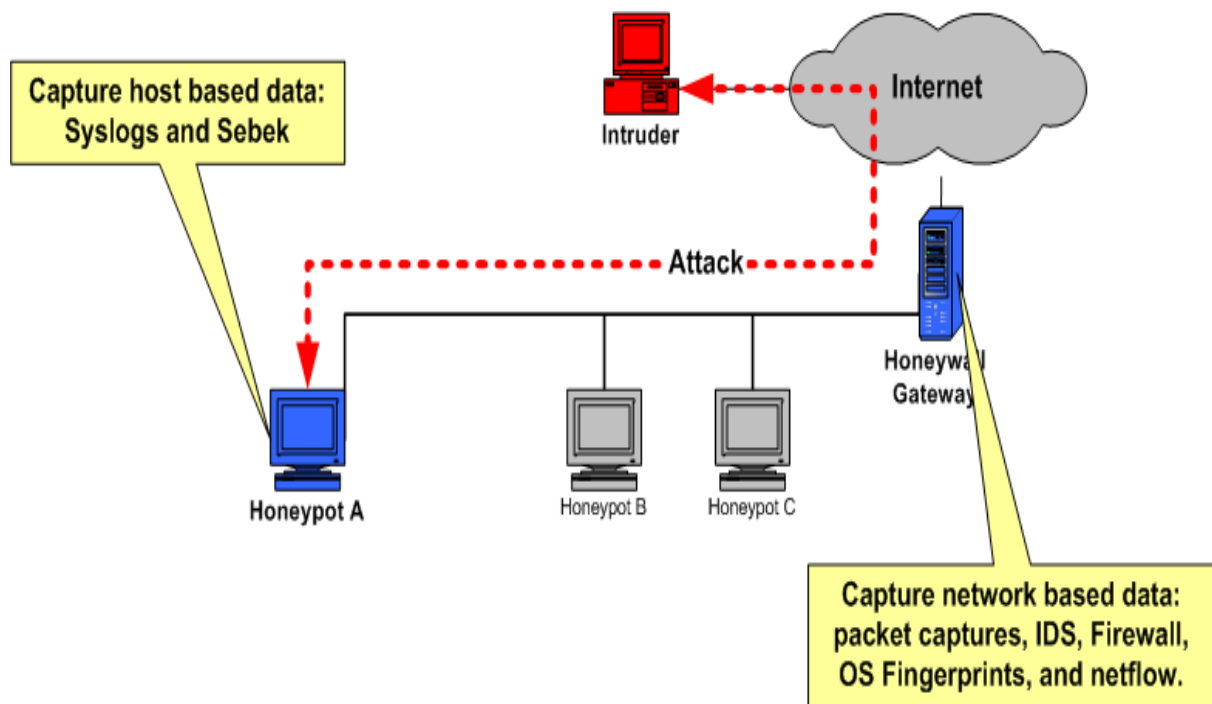 Capture host based data:
Syslogs and Sebek
Intruder
Internet
Attack
Honeywall
Gateway
Honeypot A
Honeypot B
Honeypot C
Capture network based data:
packet captures, IDS, Firewall,
OS Fingerprints, and netflow.